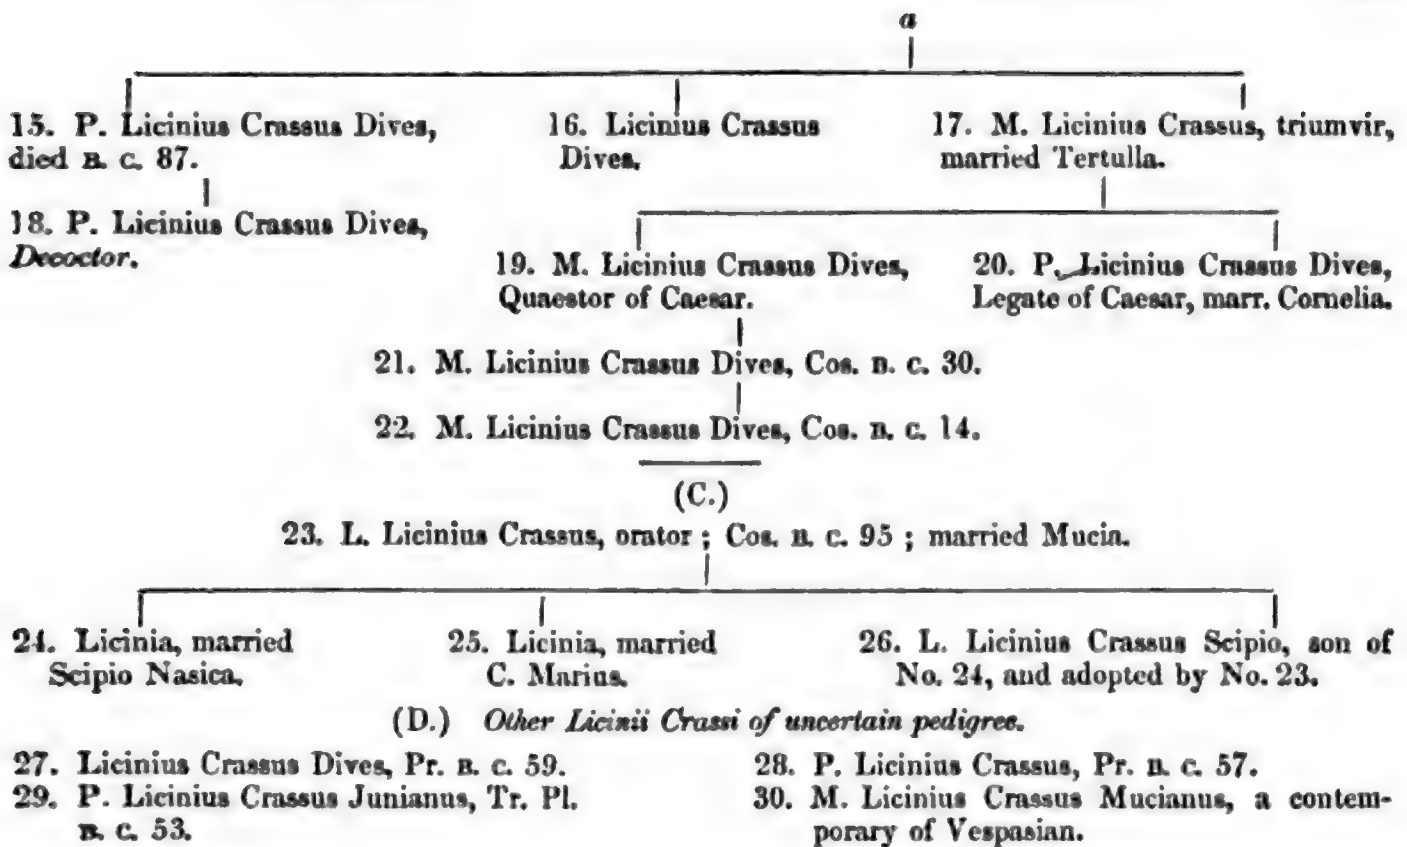 a
15. P. Licinius Crassus Dives,
died B. C. 87.
16. Licinius Crassus
Dives.
17. M. Licinius Crassus, triumvir,
married Tertulla.
18. P. Licinius Crassus Dives,
Decoctor.
19. M. Licinius Crassus Dives,
Quaestor of Caesar.
20. P. Licinius Crassus Dives,
Legate of Caesar, marr. Cornelia.
21. M. Licinius Crassus Dives, Cos. B. C. 30.
22. M. Licinius Crassus Dives, Cos. B. C. 14.
(C.)
23. L. Licinius Crassus, orator ; Cos. B. C. 95 ; married Mucia.
24. Licinia, married
Scipio Nasica.
25. Licinia, married
C. Marius.
26. L. Licinius Crassus Scipio, son of
No. 24, and adopted by No. 23.
(D.) Other Licinii Crassi of uncertain pedigree.
27. Licinius Crassus Dives, Pr. B. C. 59.
28. P. Licinius Crassus, Pr. B. C. 57.
29. P. Licinius Crassus Junianus, Tr. Pl.
B. C. 53.
30. M. Licinius Crassus Mucianus, a contem-
porary of Vespasian.